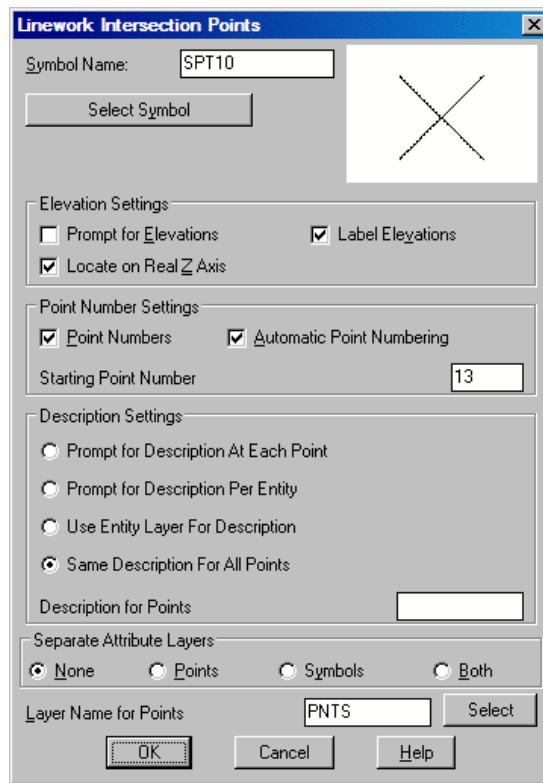 Linework Intersection Points
Symbol Name: SPT10
Select Symbol
Elevation Settings
Prompt for Elevations Label Elevations
Locate on Real Z Axis
Point Number Settings
Point Numbers Automatic Point Numbering
Starting Point Number 13
Description Settings
Prompt for Description At Each Point
Prompt for Description Per Entity
Use Entity Layer For Description
Same Description For All Points
Description for Points
Separate Attribute Layers
None Points Symbols Both
Layer Name for Points PNTS Select
OK Cancel Help